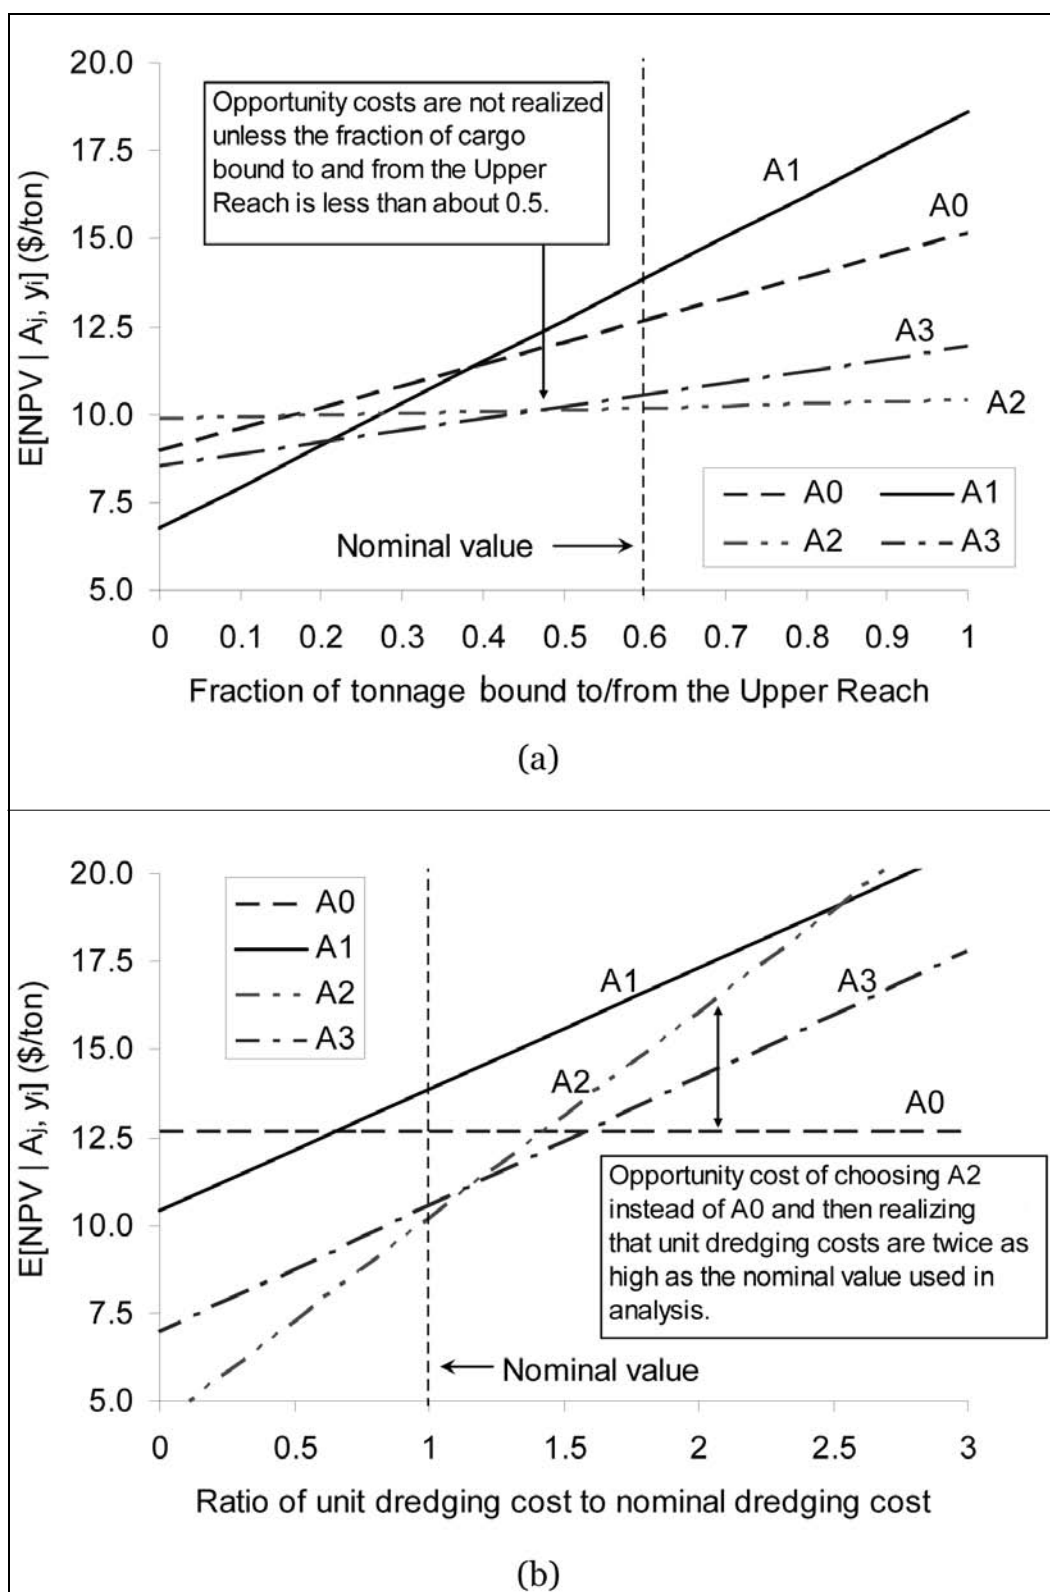 20.0
17.5
15.0
12.5
10.0
7.5
5.0
E[NPV | Aj, yi] ($/ton)
Opportunity costs are not realized
unless the fraction of cargo
bound to and from the Upper
Reach is less than about 0.5.
A1
A0
A3
A2
A0 A1
A2 A3
Nominal value
0 0.1 0.2 0.3 0.4 0.5 0.6 0.7 0.8 0.9 1
Fraction of tonnage bound to/from the Upper Reach
(a)
20.0
17.5
15.0
12.5
10.0
7.5
5.0
E[NPV | Aj, yi] ($/ton)
A0
A1
A2
A3
A1
A3
A2
A0
Opportunity cost of choosing A2
instead of A0 and then realizing
that unit dredging costs are twice as
high as the nominal value used in
analysis.
Nominal value
0 0.5 1 1.5 2 2.5 3
Ratio of unit dredging cost to nominal dredging cost
(b)